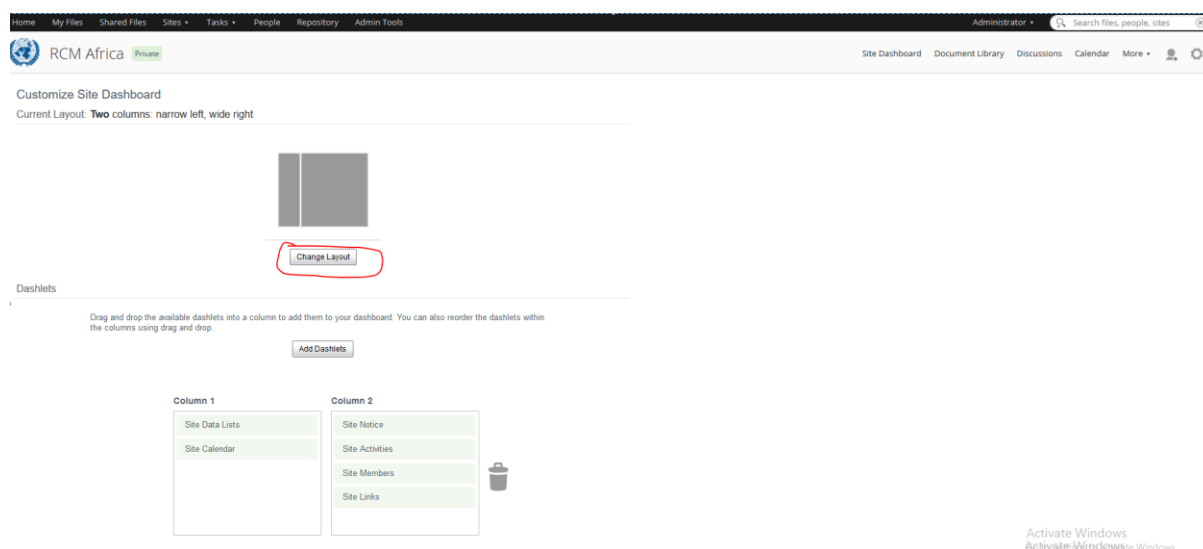 Home My Files Shared Files Sites Tasks People Repository Admin Tools Administrator Search files, people, sites
RCM Africa Private Site Dashboard Document Library Discussions Calendar More
Customize Site Dashboard
Current Layout: Two columns: narrow left, wide right
Change Layout
Dashlets
Drag and drop the available dashlets into a column to add them to your dashboard. You can also reorder the dashlets within
the columns using drag and drop.
Add Dashlets
Column 1 Column 2
Site Data Lists Site Notice
Site Calendar Site Activities
Site Members
Site Links
Activate Windows